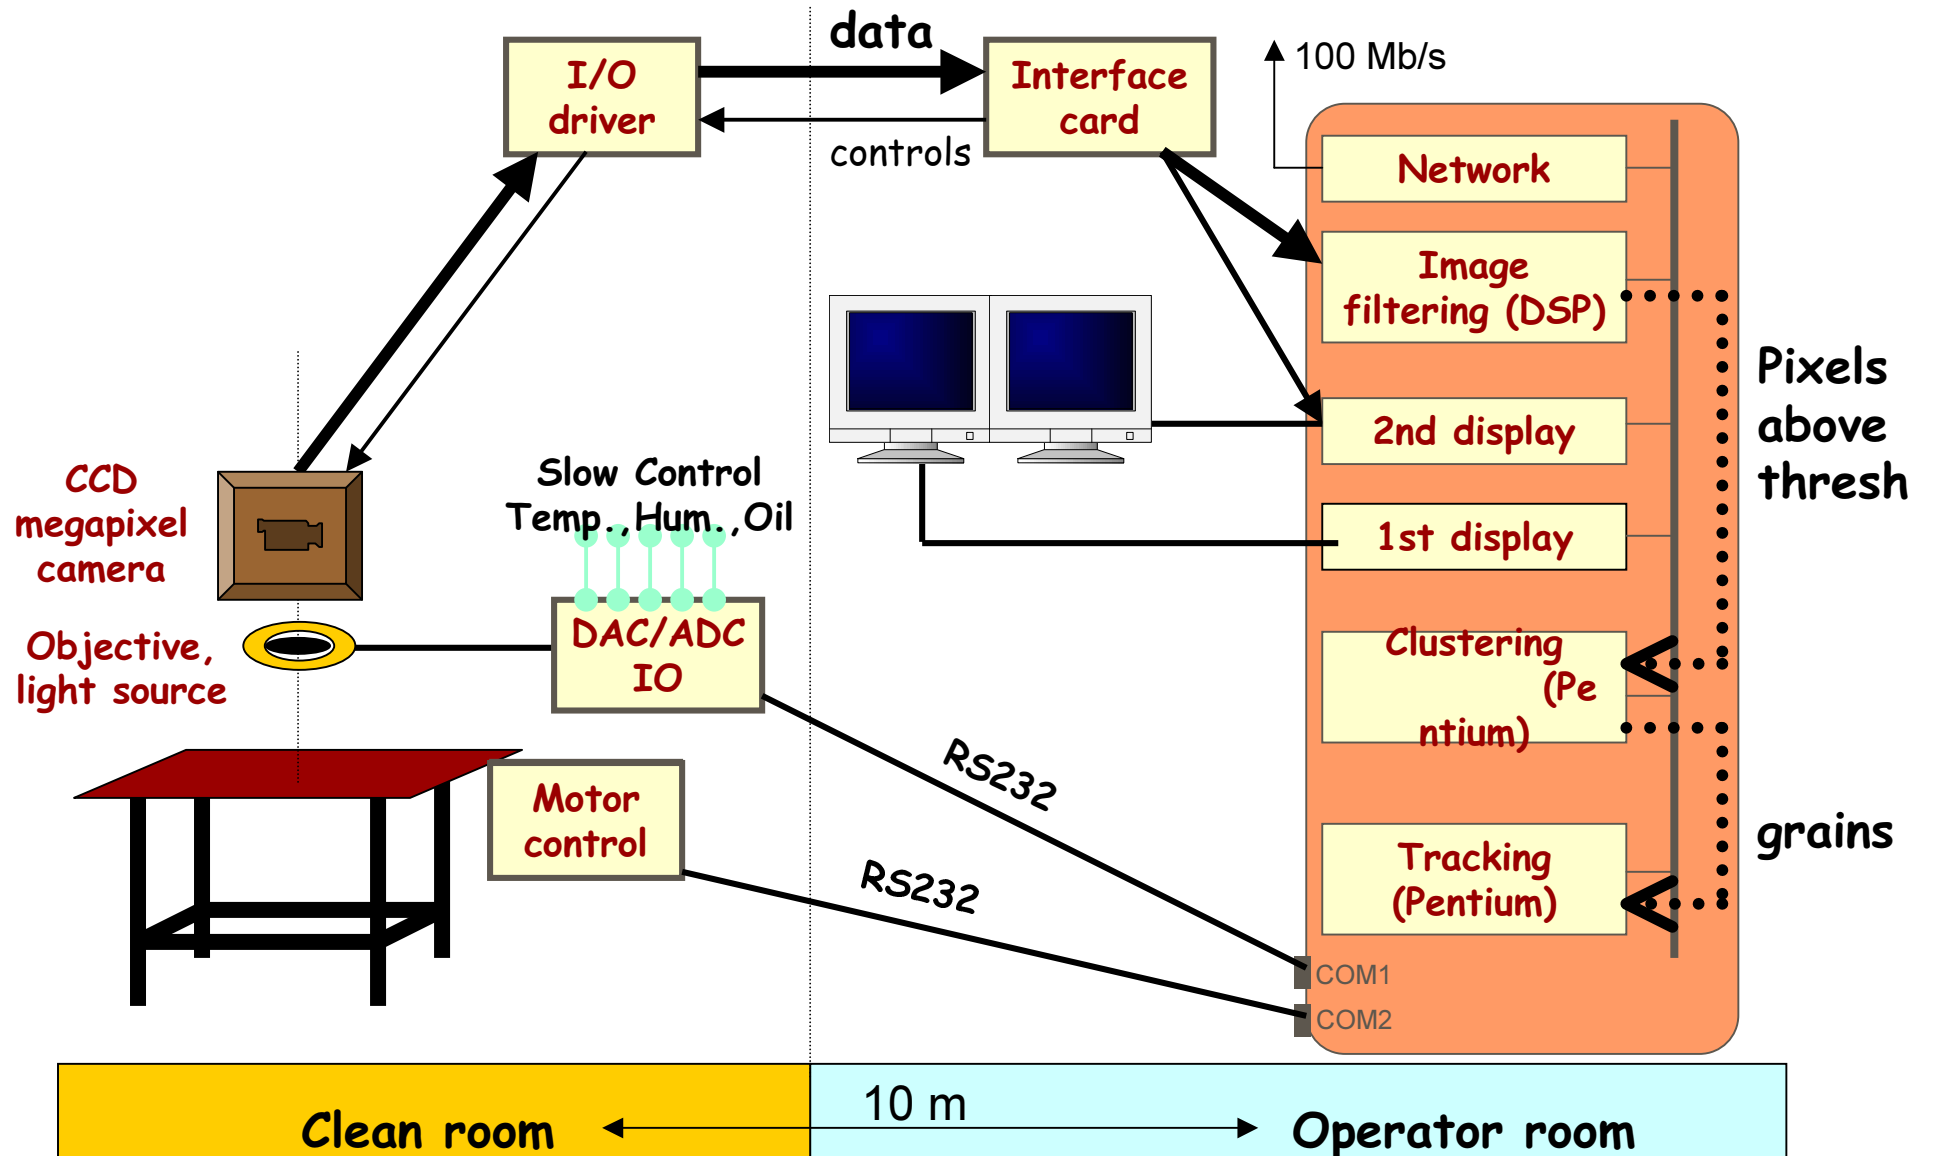 data
I/O
driver
Interface
card
controls
100 Mb/s
Network
Image
filtering (DSP)
2nd display
1st display
Clustering
(Pe
ntium)
Tracking
(Pentium)
COM1
COM2
Pixels
above
thresh
grains
CCD
megapixel
camera
Slow Control
Temp.,Hum.,Oil
Objective,
light source
DAC/ADC
IO
Motor
control
RS232
RS232
Clean room
10 m
Operator room